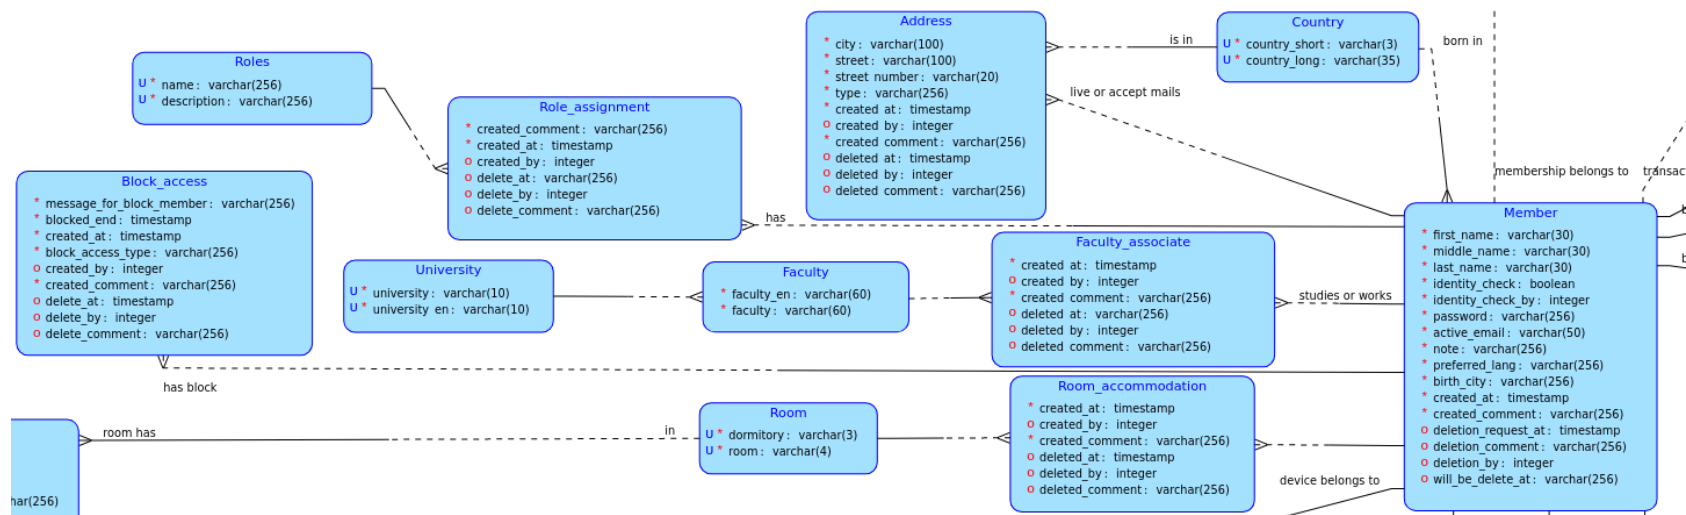 Roles
U * name: varchar(256)
U * description: varchar(256)
Role_assignment
* created_comment: varchar(256)
* created_at: timestamp
o created_by: integer
o delete_at: varchar(256)
o delete_by: integer
o delete_comment: varchar(256)
Address
* city: varchar(100)
* street: varchar(100)
* street number: varchar(20)
* type: varchar(256)
* created at: timestamp
o created by: integer
* created comment: varchar(256)
o deleted at: timestamp
o deleted by: integer
o deleted comment: varchar(256)
is in
Country
U * country_short: varchar(3)
U * country_long: varchar(35)
born in
live or accept mails
membership belongs to
transac
Block_access
* message_for_block_member: varchar(256)
* blocked_end: timestamp
* created_at: timestamp
* block_access_type: varchar(256)
o created_by: integer
* created_comment: varchar(256)
o delete_at: timestamp
o delete_by: integer
o delete_comment: varchar(256)
has
University
U * university: varchar(10)
U * university en: varchar(10)
Faculty
* faculty_en: varchar(60)
* faculty: varchar(60)
Faculty_associate
* created at: timestamp
o created by: integer
* created comment: varchar(256)
o deleted at: varchar(256)
o deleted by: integer
o deleted comment: varchar(256)
studies or works
Member
* first_name: varchar(30)
* middle_name: varchar(30)
* last_name: varchar(30)
* identity_check: boolean
* identity_check_by: integer
* password: varchar(256)
* active_email: varchar(50)
* note: varchar(256)
* preferred_lang: varchar(256)
* birth_city: varchar(256)
* created_at: timestamp
* created_comment: varchar(256)
o deletion_request_at: timestamp
o deletion_comment: varchar(256)
o deletion_by: integer
o will_be_delete_at: varchar(256)
has block
room has
in
Room
U * dormitory: varchar(3)
U * room: varchar(4)
Room_accommodation
* created_at: timestamp
o created_by: integer
* created_comment: varchar(256)
o deleted_at: timestamp
o deleted_by: integer
o deleted_comment: varchar(256)
device belongs to
har(256)